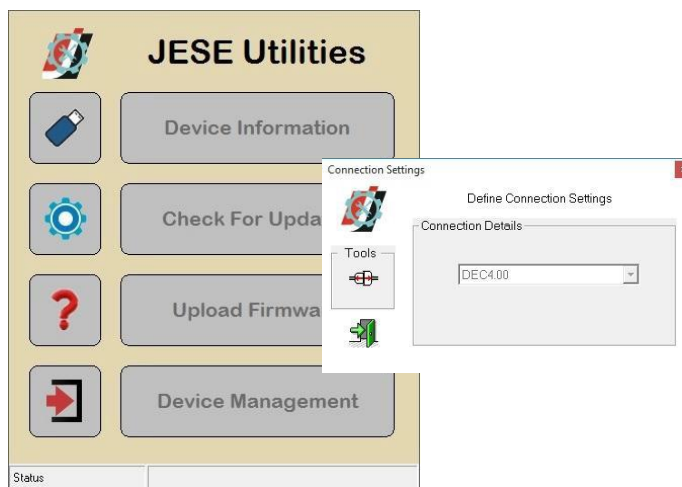 JESE Utilities
Device Information
Check For Upda
Upload Firmwa
Device Management
Status
Connection Settings
Define Connection Settings
Connection Details
Tools
DEC4.00